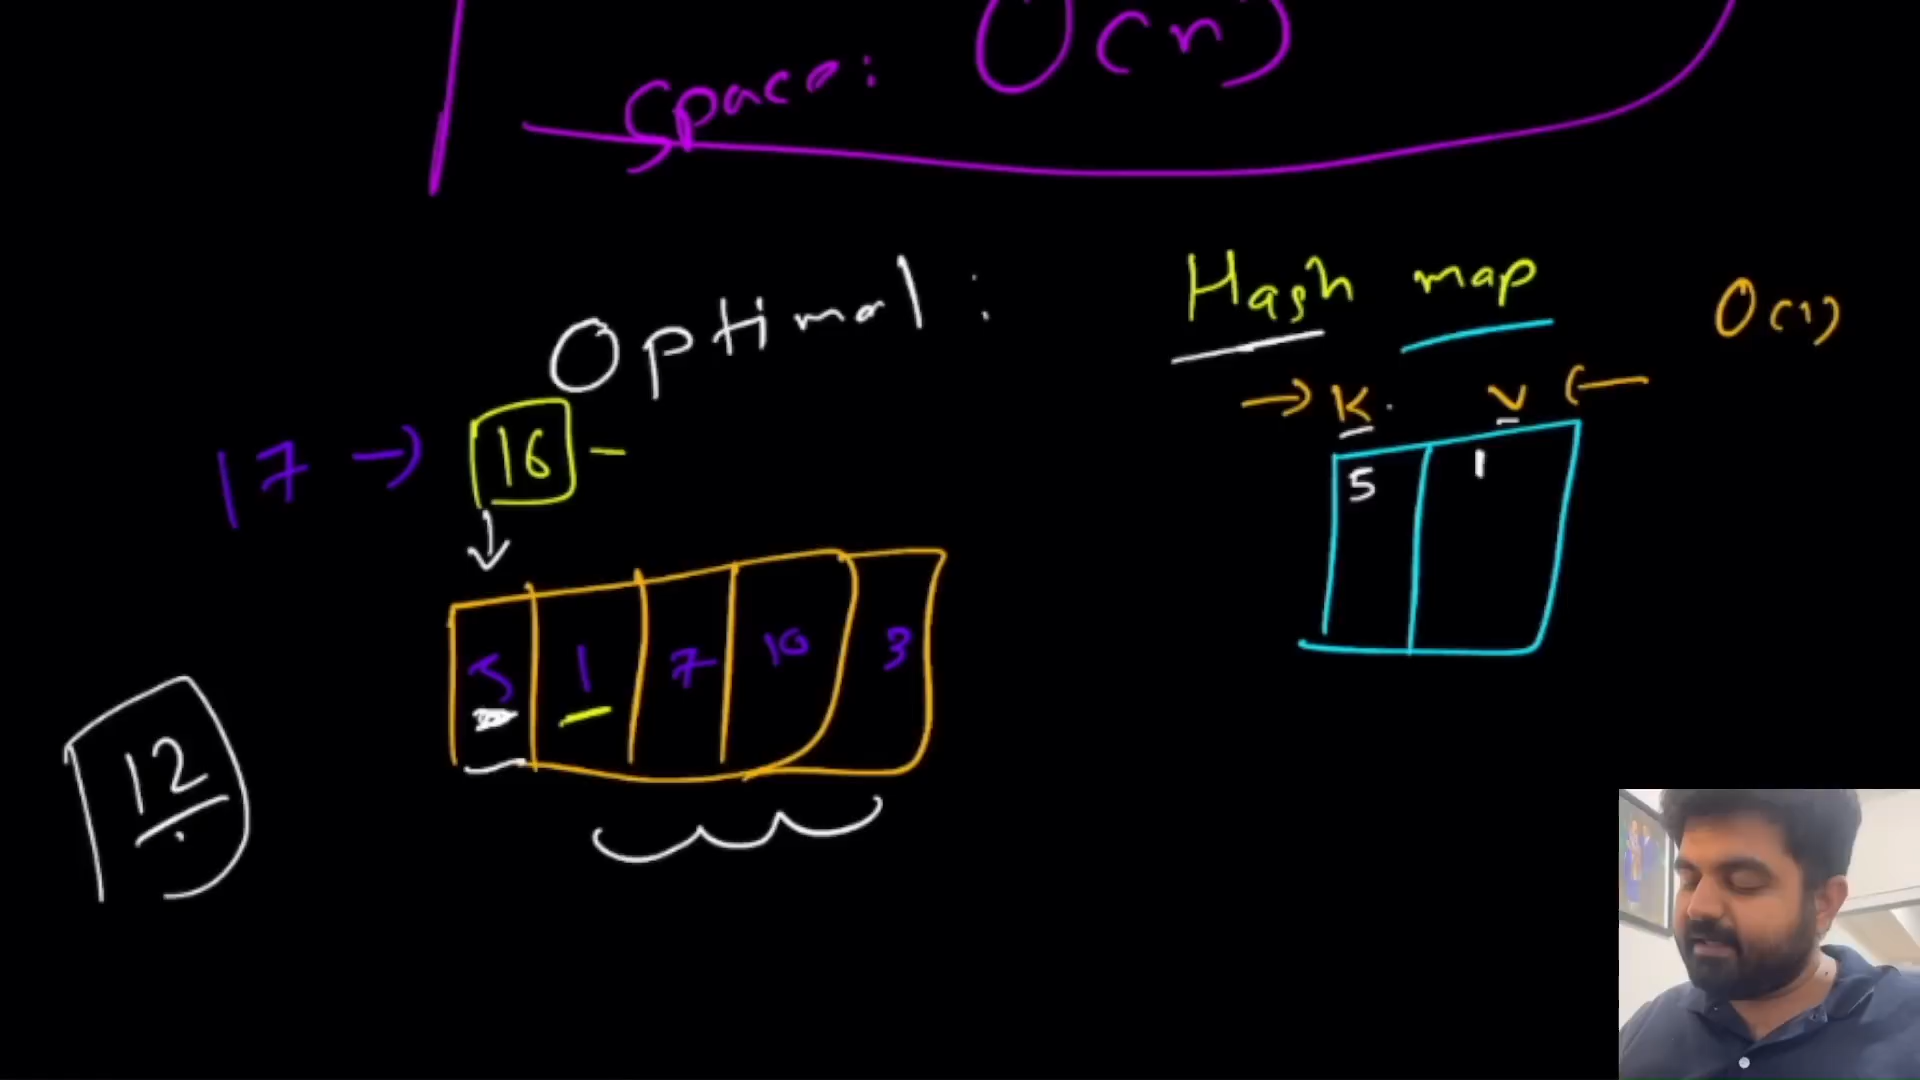 Space: O(n)
Optimal :
Hash map
O(1)
K V
17 → 16 -
5 1
5 1 7 10 3
12